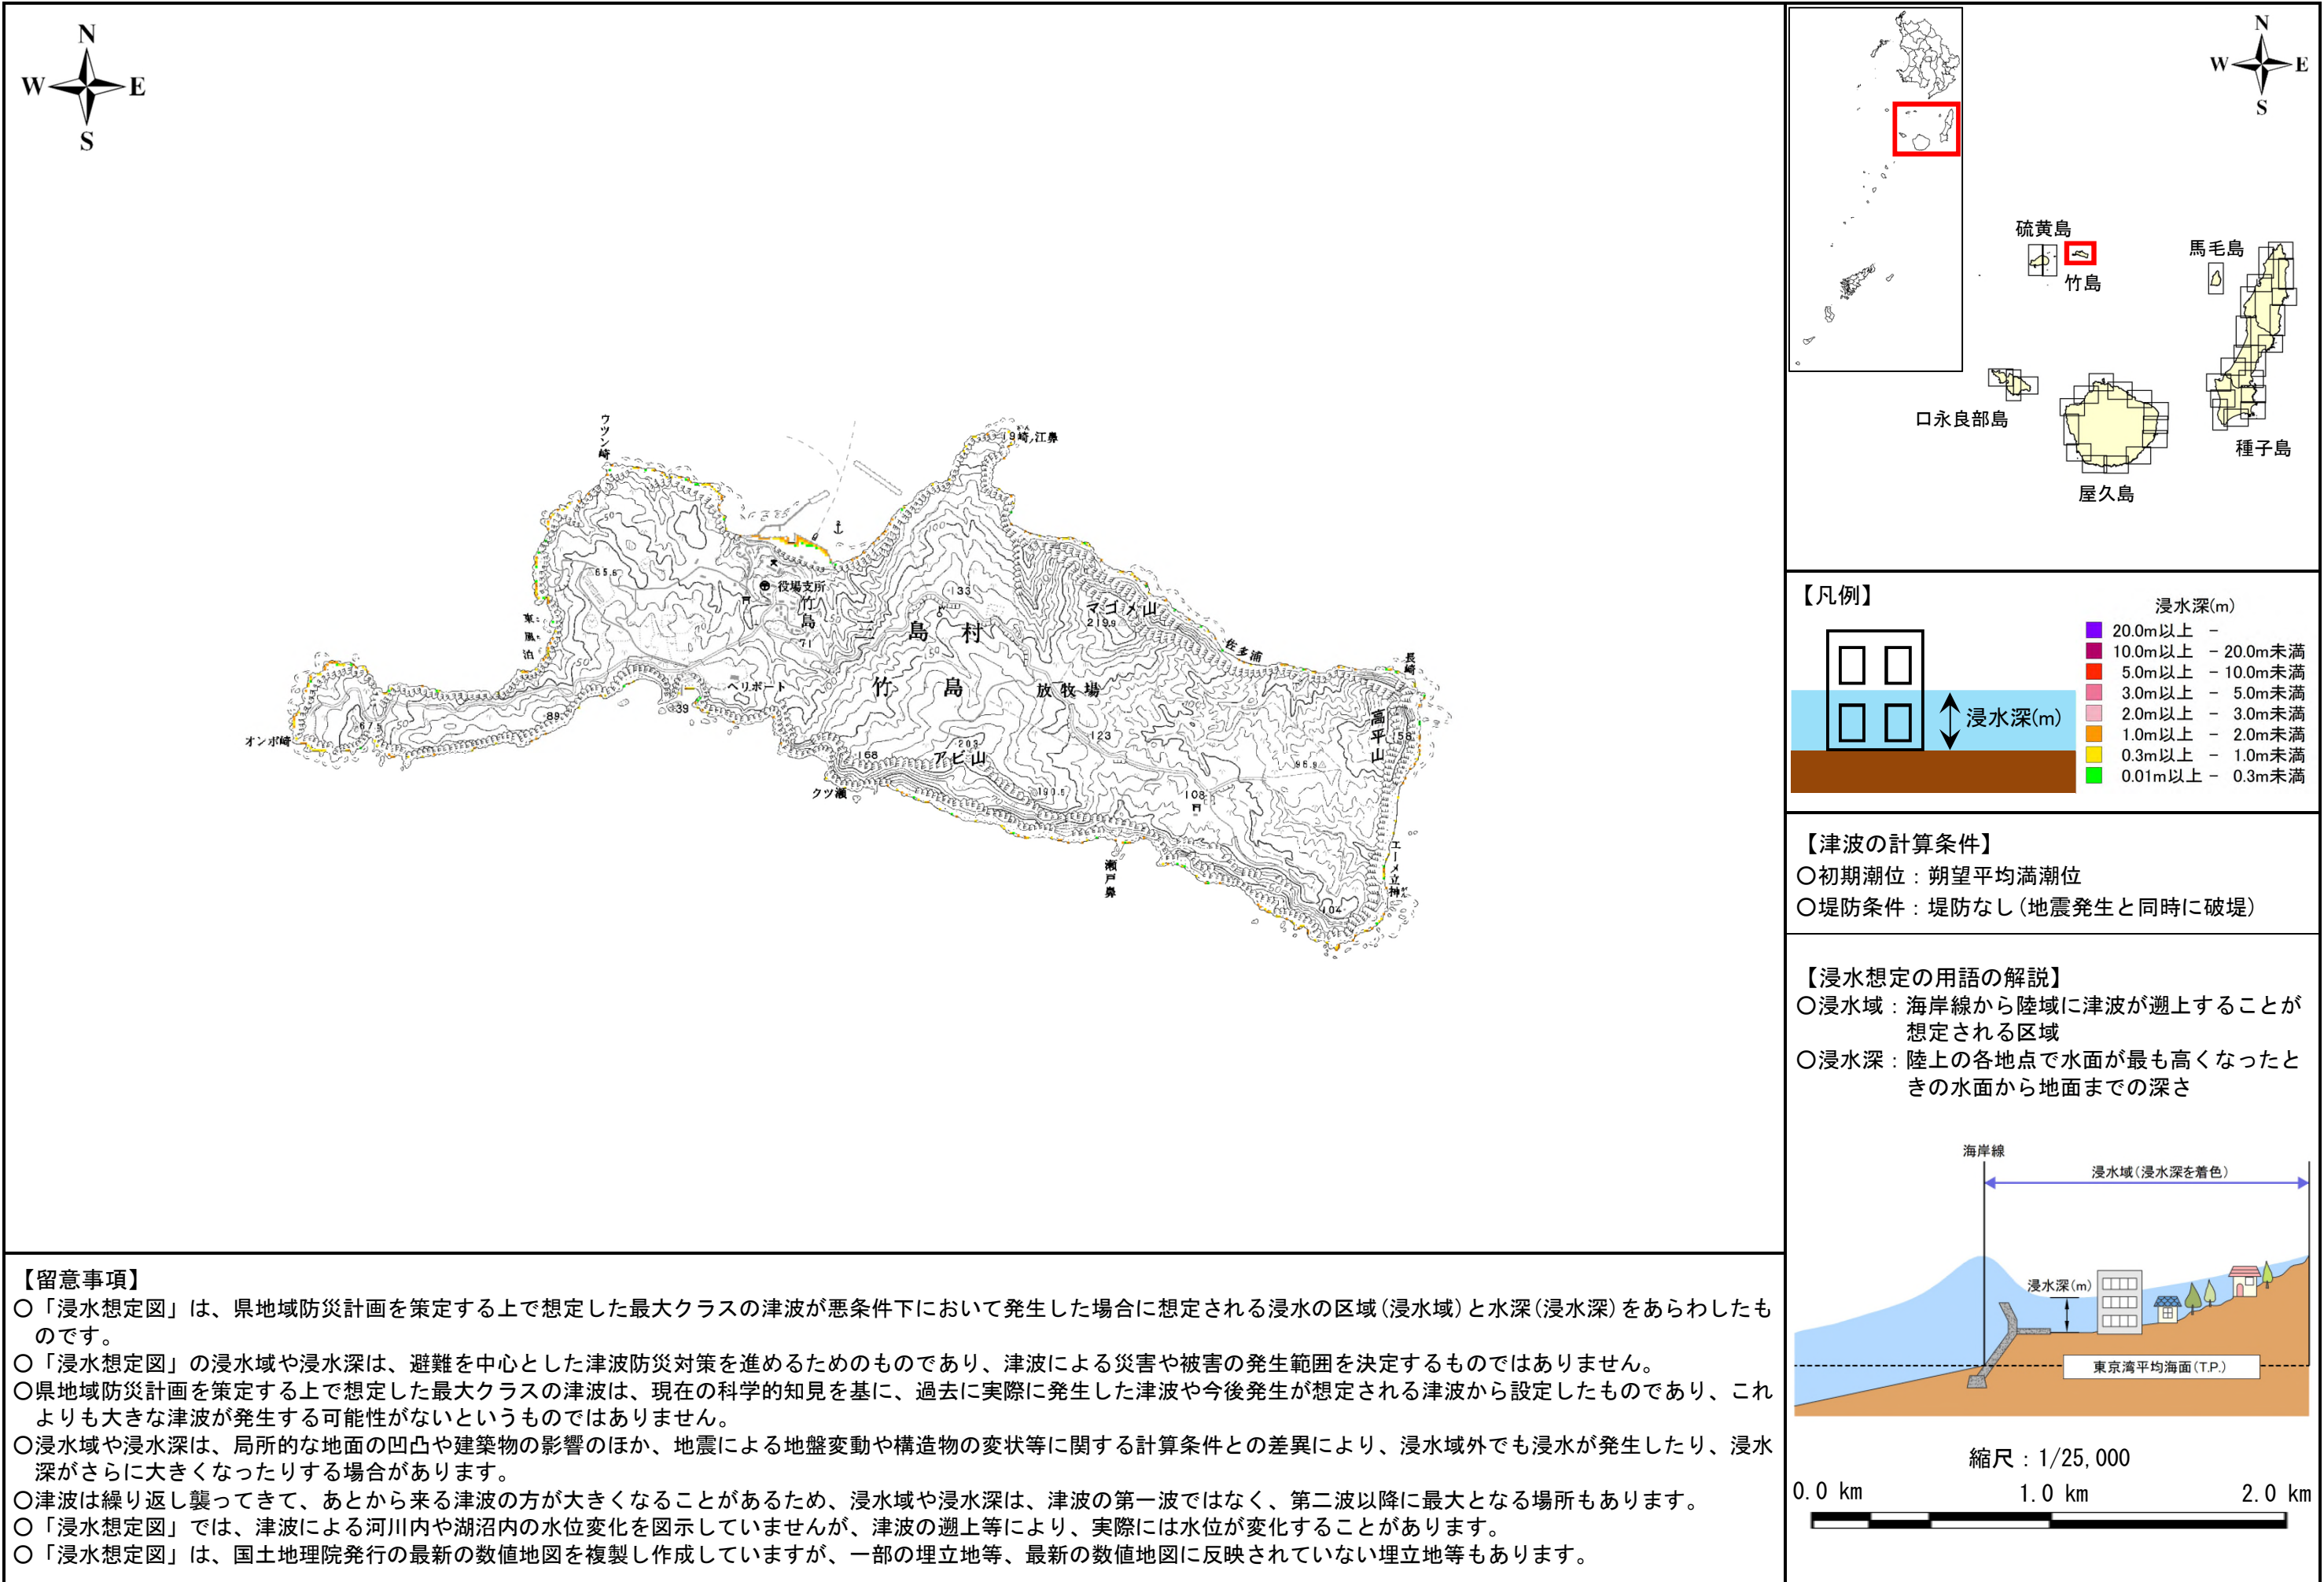 N
W E
S
ウツン崎
崎ノ江鼻
65.6
50
役場支所
竹島
71
133
100
三島村
マゴメ山
219.9
佐多浦
長崎
東風泊
ヘリポート
竹島
放牧場
高平山
158
50
67.5
50
89
139
オンボ崎
168
203
アビ山
123
96.9
クツ瀬
190.5
108
瀬戸鼻
エーメ立神
104
N
W E
S
硫黄島
竹島
馬毛島
口永良部島
屋久島
種子島
【凡例】
浸水深(m)
浸水深(m)
20.0m以上 -
10.0m以上 - 20.0m未満
5.0m以上 - 10.0m未満
3.0m以上 - 5.0m未満
2.0m以上 - 3.0m未満
1.0m以上 - 2.0m未満
0.3m以上 - 1.0m未満
0.01m以上 - 0.3m未満
【津波の計算条件】
○初期潮位：朔望平均満潮位
○堤防条件：堤防なし(地震発生と同時に破堤)
【浸水想定の用語の解説】
○浸水域：海岸線から陸域に津波が遡上することが
想定される区域
○浸水深：陸上の各地点で水面が最も高くなったと
きの水面から地面までの深さ
海岸線
浸水域(浸水深を着色)
浸水深(m)
東京湾平均海面(T.P.)
縮尺：1/25,000
0.0 km 1.0 km 2.0 km
【留意事項】
○「浸水想定図」は、県地域防災計画を策定する上で想定した最大クラスの津波が悪条件下において発生した場合に想定される浸水の区域(浸水域)と水深(浸水深)をあらわしたも
のです。
○「浸水想定図」の浸水域や浸水深は、避難を中心とした津波防災対策を進めるためのものであり、津波による災害や被害の発生範囲を決定するものではありません。
○県地域防災計画を策定する上で想定した最大クラスの津波は、現在の科学的知見を基に、過去に実際に発生した津波や今後発生が想定される津波から設定したものであり、これ
よりも大きな津波が発生する可能性がないというものではありません。
○浸水域や浸水深は、局所的な地面の凹凸や建築物の影響のほか、地震による地盤変動や構造物の変状等に関する計算条件との差異により、浸水域外でも浸水が発生したり、浸水
深がさらに大きくなったりする場合があります。
○津波は繰り返し襲ってきて、あとから来る津波の方が大きくなることがあるため、浸水域や浸水深は、津波の第一波ではなく、第二波以降に最大となる場所もあります。
○「浸水想定図」では、津波による河川内や湖沼内の水位変化を図示していませんが、津波の遡上等により、実際には水位が変化することがあります。
○「浸水想定図」は、国土地理院発行の最新の数値地図を複製し作成していますが、一部の埋立地等、最新の数値地図に反映されていない埋立地等もあります。